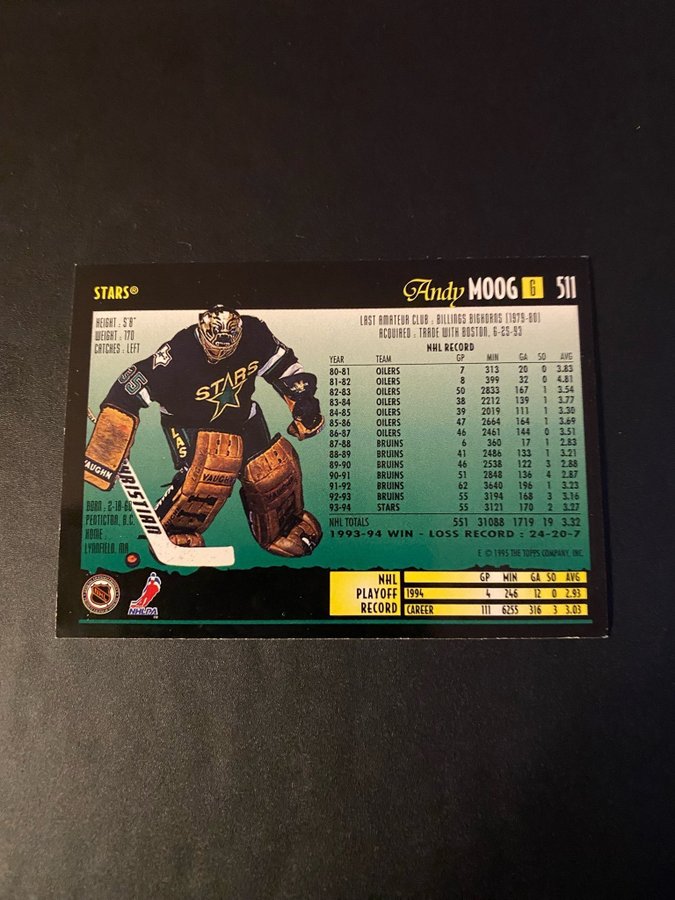 STARS®
Andy MOOG G 511
HEIGHT : 5'8"
WEIGHT : 170
CATCHES : LEFT
LAST AMATEUR CLUB : BILLINGS BIGHORNS (1979-80)
ACQUIRED : TRADE WITH BOSTON, 6-25-93
NHL RECORD
YEAR TEAM GP MIN GA SO AVG
80-81 OILERS 7 313 20 0 3.83
81-82 OILERS 8 399 32 0 4.81
82-83 OILERS 50 2833 167 1 3.54
83-84 OILERS 38 2212 139 1 3.77
84-85 OILERS 39 2019 111 1 3.30
85-86 OILERS 47 2664 164 1 3.69
86-87 OILERS 46 2461 144 0 3.51
87-88 BRUINS 6 360 17 1 2.83
88-89 BRUINS 41 2486 133 1 3.21
89-90 BRUINS 46 2538 122 3 2.88
90-91 BRUINS 51 2848 136 4 2.87
91-92 BRUINS 62 3640 196 1 3.23
92-93 BRUINS 55 3194 168 3 3.16
93-94 STARS 55 3121 170 2 3.27
NHL TOTALS 551 31088 1719 19 3.32
1993-94 WIN - LOSS RECORD : 24-20-7
BORN : 2-18-60
PENTICTON, B.C.
HOME :
LYNNFIELD, MA
E © 1995 THE TOPPS COMPANY, INC.
STARS
35
VAUGHN
VAUGHN
CHRISTIAN
NHL
NHLPA
NHL PLAYOFF RECORD
GP MIN GA SO AVG
1994 4 246 12 0 2.93
CAREER 111 6255 316 3 3.03